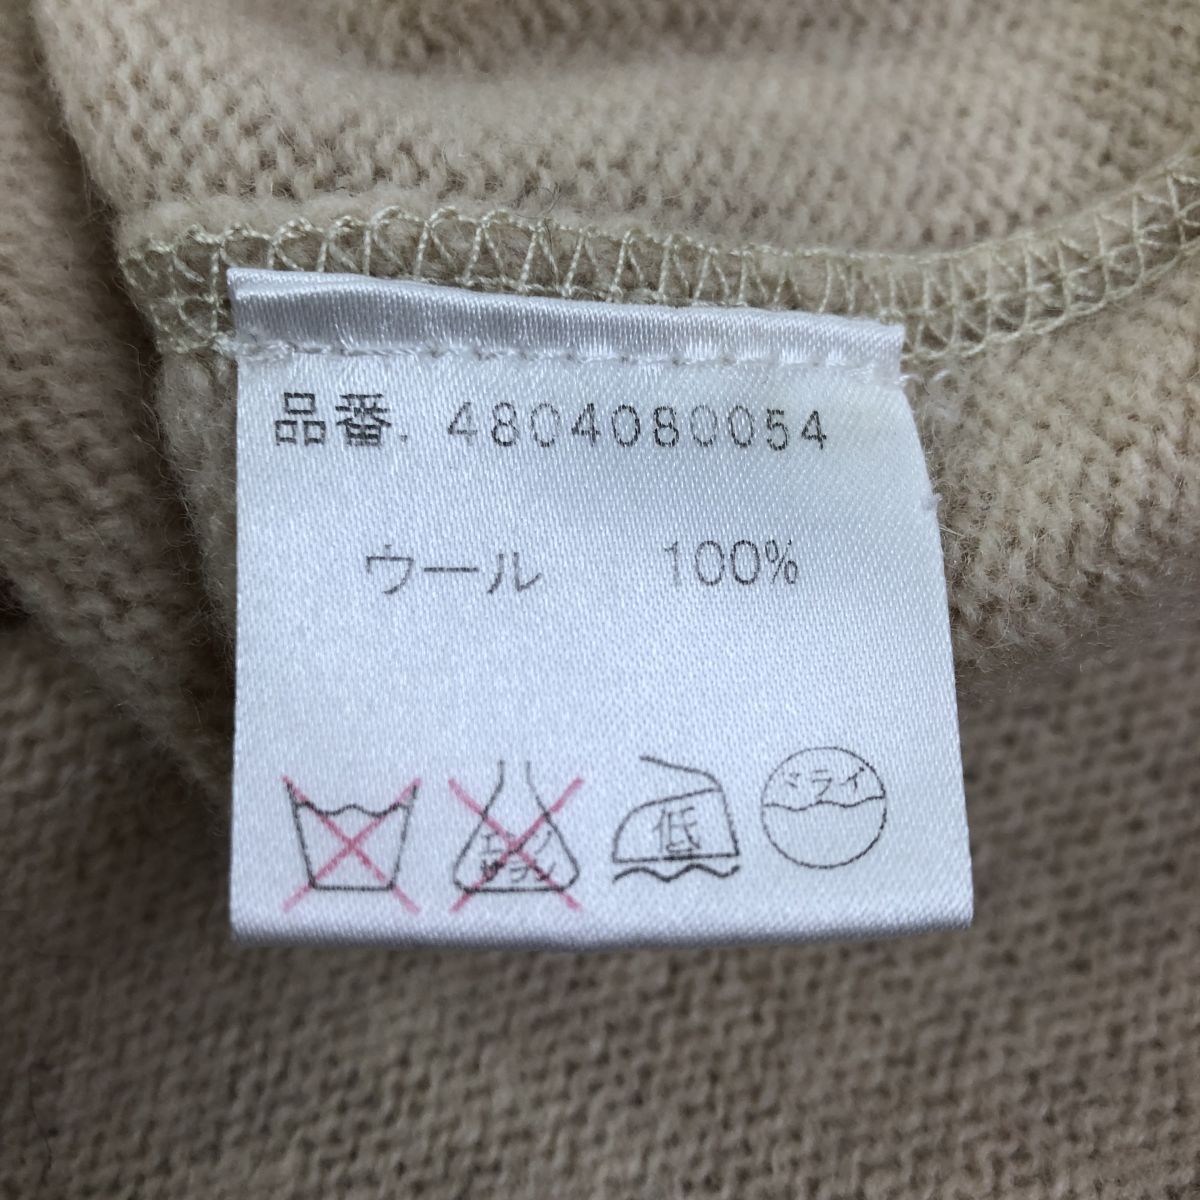 品番. 4804080054
ウール 100%
エンソ サラシ 低 ドライ